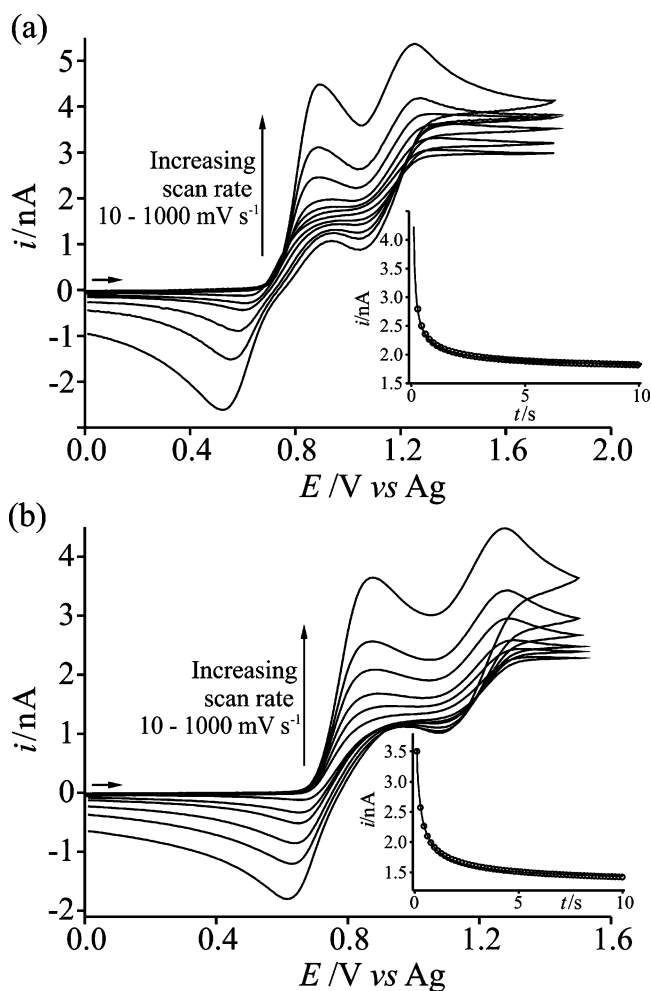 (a)
5
4
3
2
1
0
-1
-2
i/nA
Increasing
scan rate
10 - 1000 mV s-1
4.0
3.5
3.0
2.5
2.0
1.5
i/nA
0
5
10
t/s
0.0
0.4
0.8
1.2
1.6
2.0
E /V vs Ag
(b)
4
3
2
1
0
-1
-2
i/nA
Increasing
scan rate
10 - 1000 mV s-1
3.5
3.0
2.5
2.0
1.5
i/nA
0
5
t/s
10
0.0
0.4
0.8
1.2
1.6
E /V vs Ag